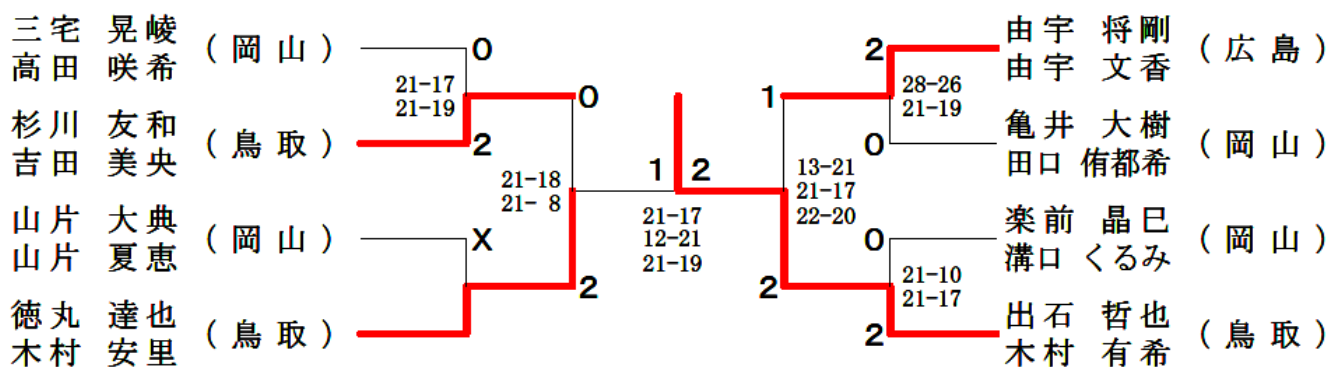 三宅 晃崚
高田 咲希
(岡山)
0
21-17
21-19
杉川 友和
吉田 美央
(鳥取)
2
0
21-18
21- 8
山片 大典
山片 夏恵
(岡山)
X
徳丸 達也
木村 安里
(鳥取)
2
1
2
21-17
12-21
21-19
由宇 将剛
由宇 文香
(広島)
2
28-26
21-19
亀井 大樹
田口 侑都希
(岡山)
0
1
13-21
21-17
22-20
楽前 晶巳
溝口 くるみ
(岡山)
0
21-10
21-17
出石 哲也
木村 有希
(鳥取)
2
2